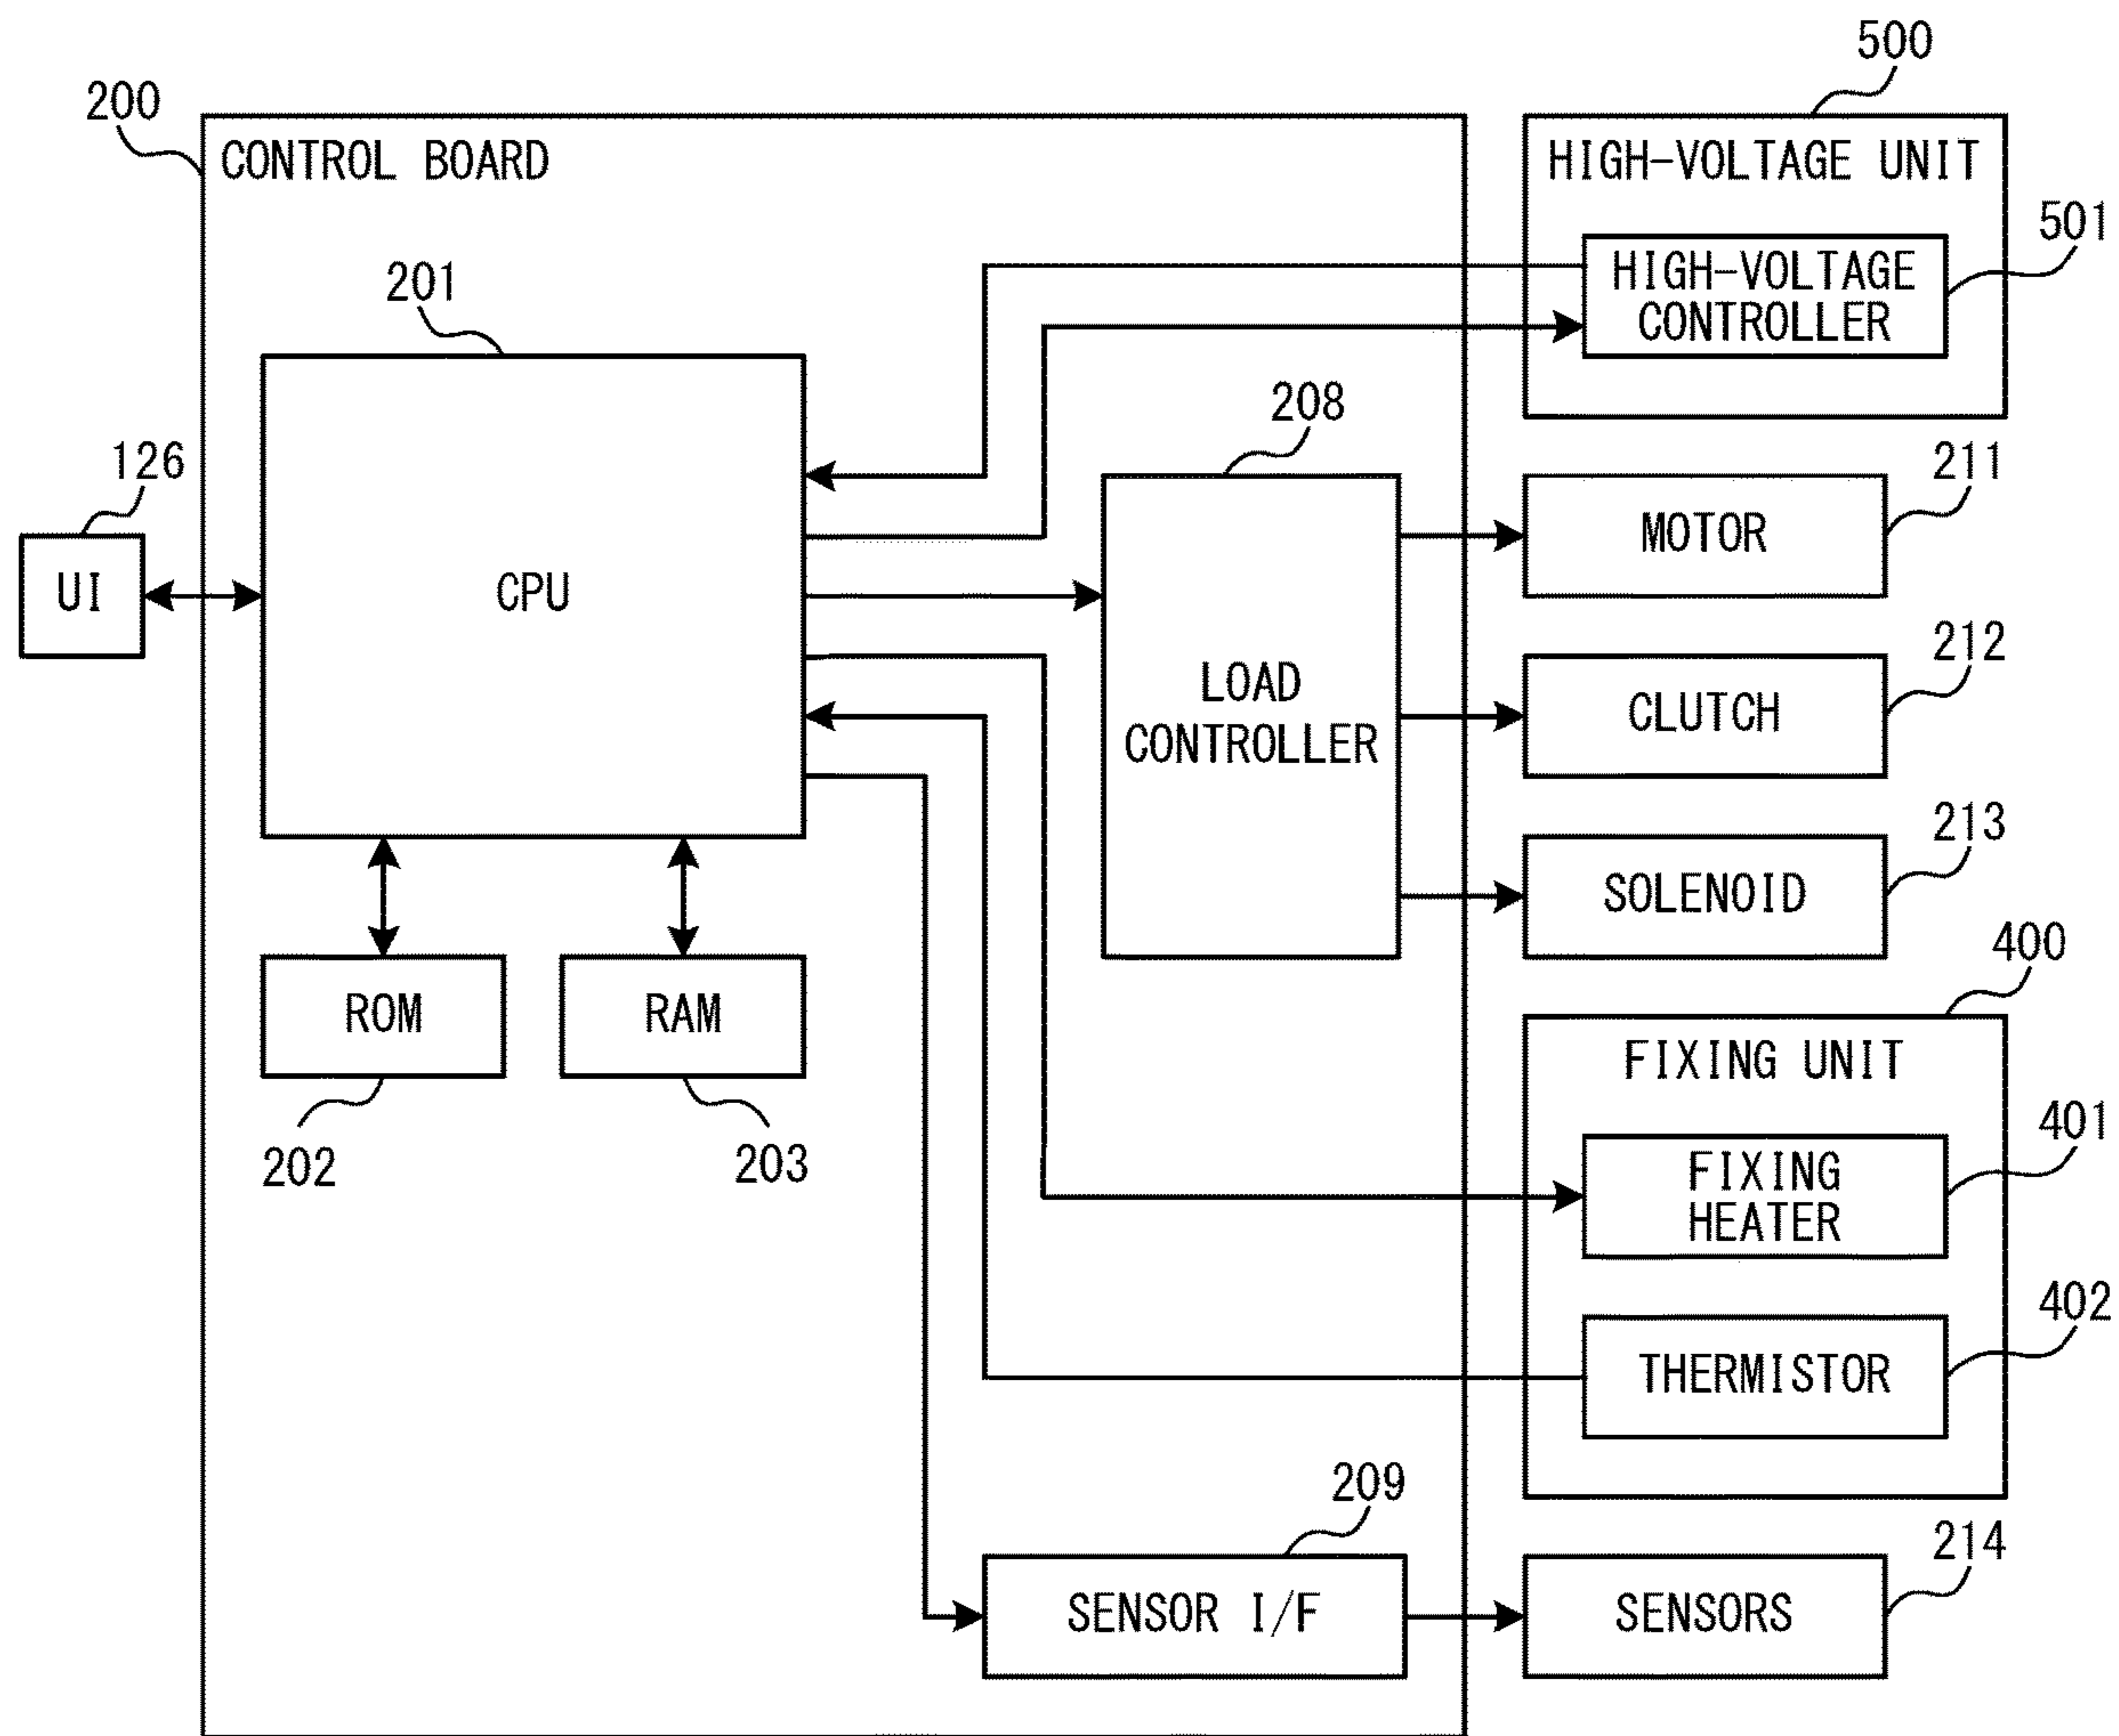 500
200
CONTROL BOARD
HIGH-VOLTAGE UNIT
501
HIGH-VOLTAGE
CONTROLLER
201
208
126
211
MOTOR
UI
CPU
212
LOAD
CONTROLLER
CLUTCH
213
SOLENOID
400
ROM
RAM
FIXING UNIT
202
203
401
FIXING
HEATER
402
THERMISTOR
209
214
SENSOR I/F
SENSORS